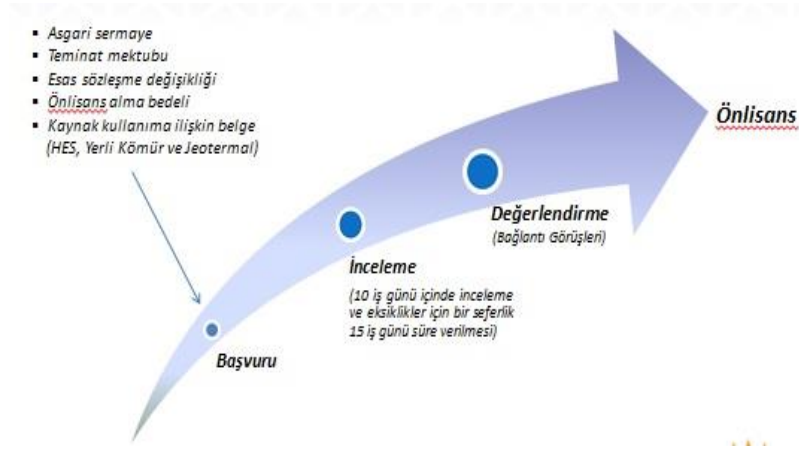 ▪ Asgari sermaye
▪ Teminat mektubu
▪ Esas sözleşme değişikliği
▪ Önlisans alma bedeli
▪ Kaynak kullanıma ilişkin belge
(HES, Yerli Kömür ve Jeotermal)
Önlisans
Değerlendirme
(Bağlantı Görüşleri)
İnceleme
(10 iş günü içinde inceleme
ve eksiklikler için bir seferlik
15 iş günü süre verilmesi)
Başvuru